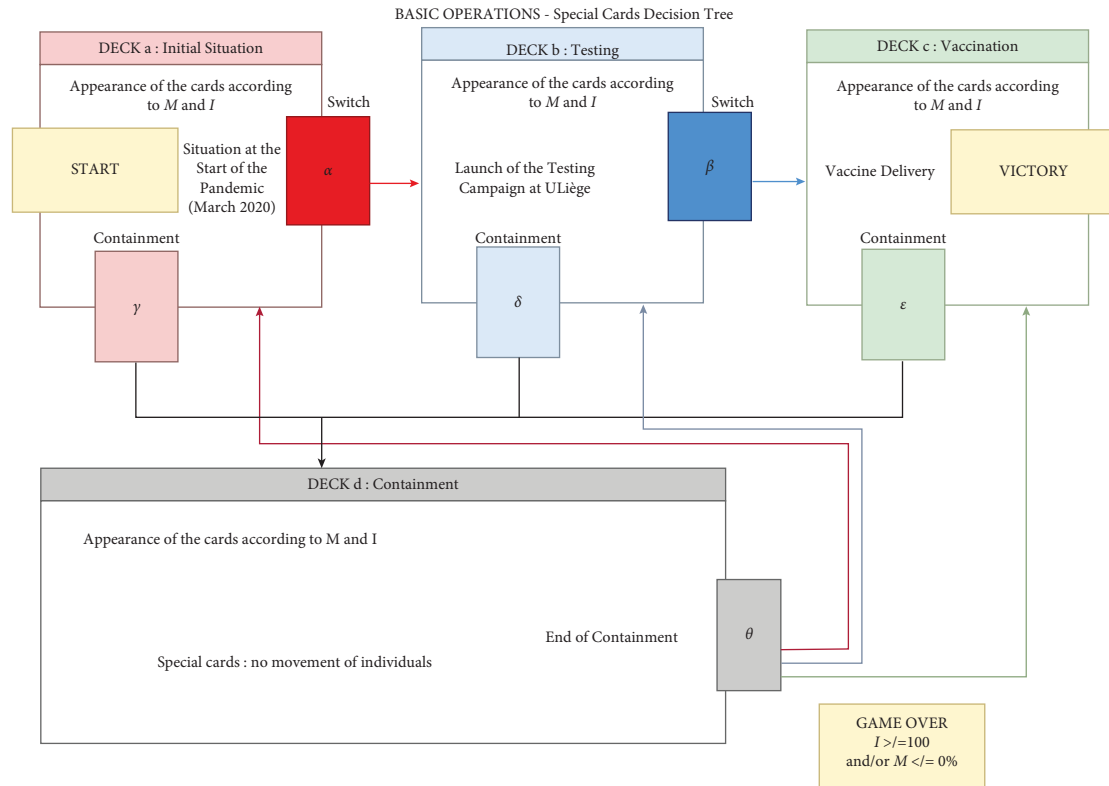 BASIC OPERATIONS - Special Cards Decision Tree
DECK a : Initial Situation
Appearance of the cards according
to M and I
Switch
START
Situation at the
Start of the
Pandemic
(March 2020)
α
Containment
γ
DECK b : Testing
Appearance of the cards according
to M and I
Switch
Launch of the Testing
Campaign at ULiège
β
Containment
δ
DECK c : Vaccination
Appearance of the cards according
to M and I
Vaccine Delivery
VICTORY
Containment
ε
DECK d : Containment
Appearance of the cards according to M and I
End of Containment
θ
Special cards : no movement of individuals
GAME OVER
I >/=100
and/or M </= 0%